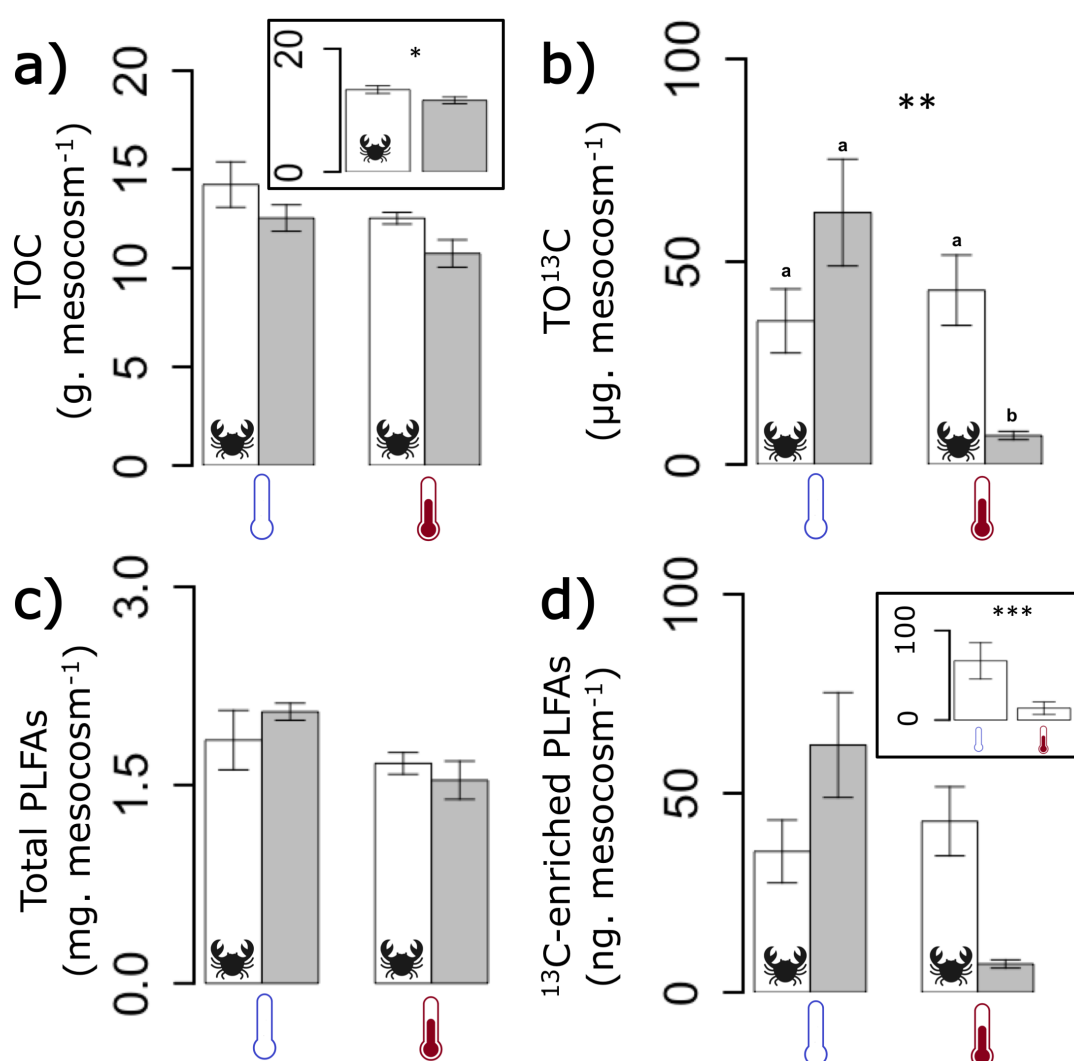 a)
TOC
(g. mesocosm⁻¹)
0 5 10 15 20
0 20
*
b)
TO¹³C
(µg. mesocosm⁻¹)
0 50 100
**
a a a b
c)
Total PLFAs
(mg. mesocosm⁻¹)
0.0 1.5 3.0
d)
¹³C-enriched PLFAs
(ng. mesocosm⁻¹)
0 50 100
0 100
***